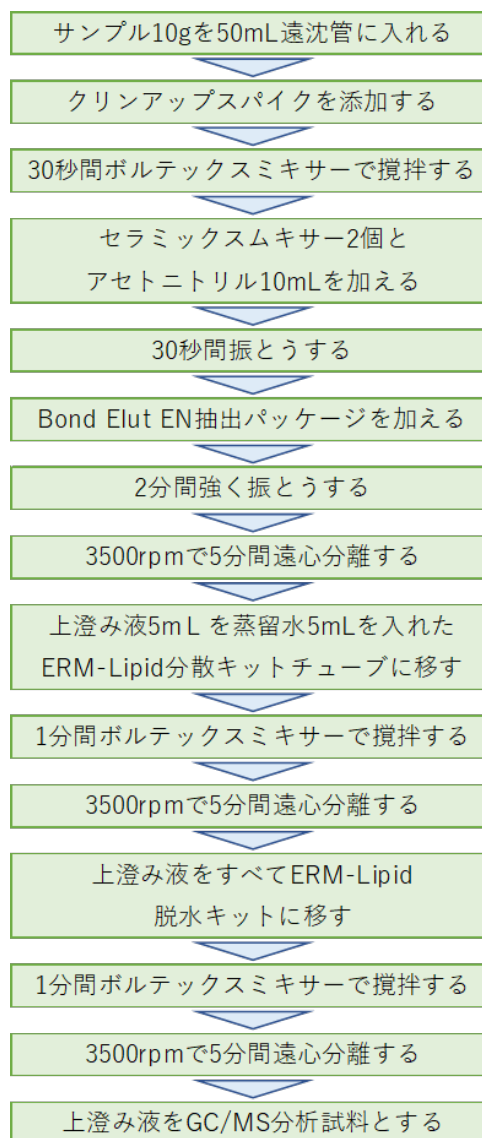 サンプル10gを50mL遠沈管に入れる
クリンアップスパイクを添加する
30秒間ボルテックスミキサーで撹拌する
セラミックスムキサー2個と
アセトニトリル10mLを加える
30秒間振とうする
Bond Elut EN抽出パッケージを加える
2分間強く振とうする
3500rpmで5分間遠心分離する
上澄み液5mL を蒸留水5mLを入れた
ERM-Lipid分散キットチューブに移す
1分間ボルテックスミキサーで撹拌する
3500rpmで5分間遠心分離する
上澄み液をすべてERM-Lipid
脱水キットに移す
1分間ボルテックスミキサーで撹拌する
3500rpmで5分間遠心分離する
上澄み液をGC/MS分析試料とする